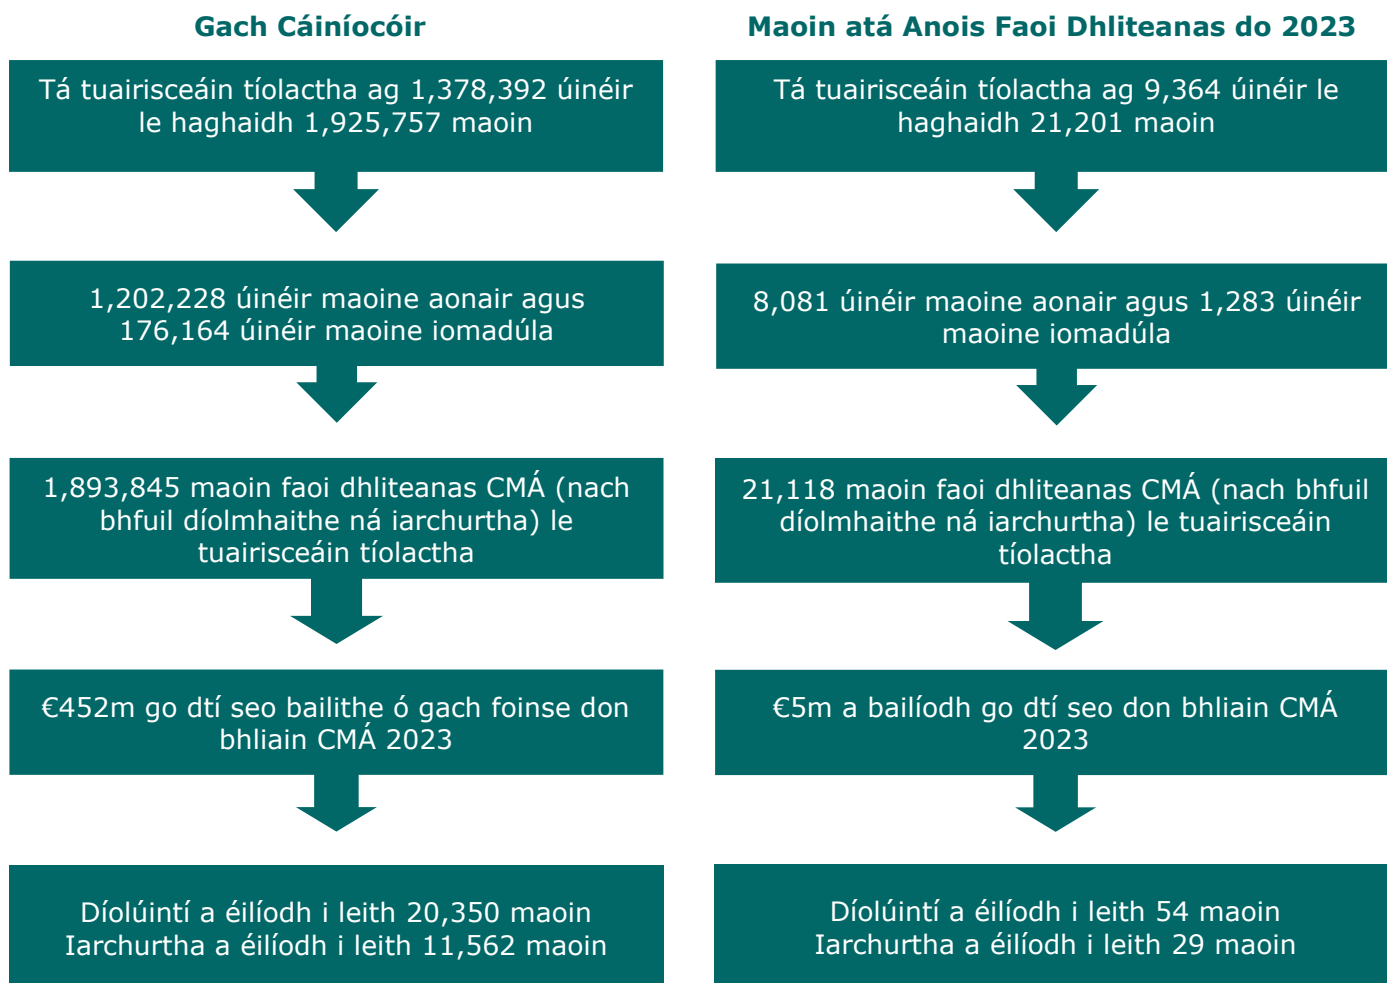 Gach Cáiníocóir
Tá tuairisceáin tíolactha ag 1,378,392 úinéir
le haghaidh 1,925,757 maoin
1,202,228 úinéir maoine aonair agus
176,164 úinéir maoine iomadúla
1,893,845 maoin faoi dhliteanas CMÁ (nach
bhfuil díolmhaithe ná iarchurtha) le
tuairisceáin tíolactha
€452m go dtí seo bailithe ó gach foinse don
bhliain CMÁ 2023
Díolúintí a éilíodh i leith 20,350 maoin
Iarchurtha a éilíodh i leith 11,562 maoin
Maoin atá Anois Faoi Dhliteanas do 2023
Tá tuairisceáin tíolactha ag 9,364 úinéir le
haghaidh 21,201 maoin
8,081 úinéir maoine aonair agus 1,283 úinéir
maoine iomadúla
21,118 maoin faoi dhliteanas CMÁ (nach bhfuil
díolmhaithe ná iarchurtha) le tuairisceáin
tíolactha
€5m a bailíodh go dtí seo don bhliain CMÁ
2023
Díolúintí a éilíodh i leith 54 maoin
Iarchurtha a éilíodh i leith 29 maoin